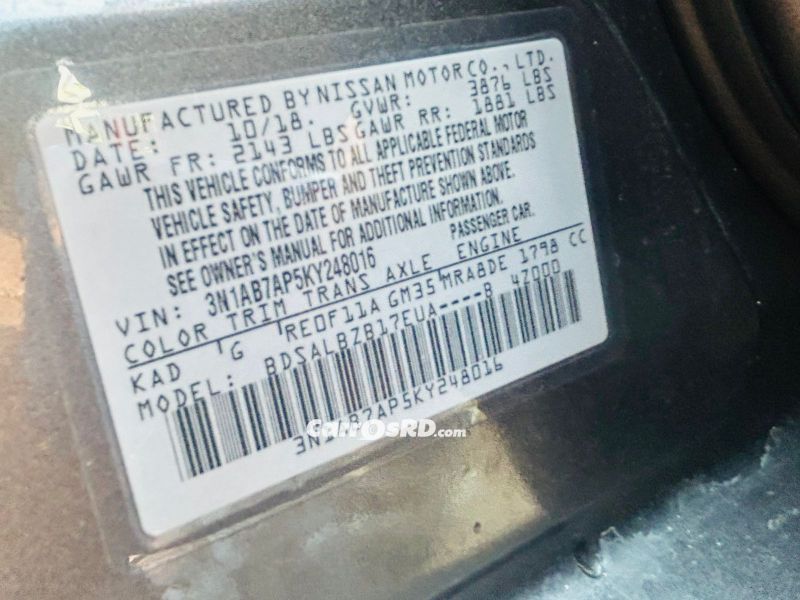 MANUFACTURED BY NISSAN MOTOR CO., LTD.
DATE: 10/18. GVWR: 3876 LBS
GAWR FR: 2143 LBS GAWR RR: 1881 LBS
THIS VEHICLE CONFORMS TO ALL APPLICABLE FEDERAL MOTOR
VEHICLE SAFETY, BUMPER AND THEFT PREVENTION STANDARDS
IN EFFECT ON THE DATE OF MANUFACTURE SHOWN ABOVE.
SEE OWNER'S MANUAL FOR ADDITIONAL INFORMATION.
VIN: 3N1AB7AP5KY248016 PASSENGER CAR.
COLOR TRIM TRANS AXLE ENGINE
KAD G RE0F11A GM35 MRA8DE 1798 CC
MODEL: BDSALBZB17EUA----B 47000
3N1AB7AP5KY248016
CarrOsRD.com